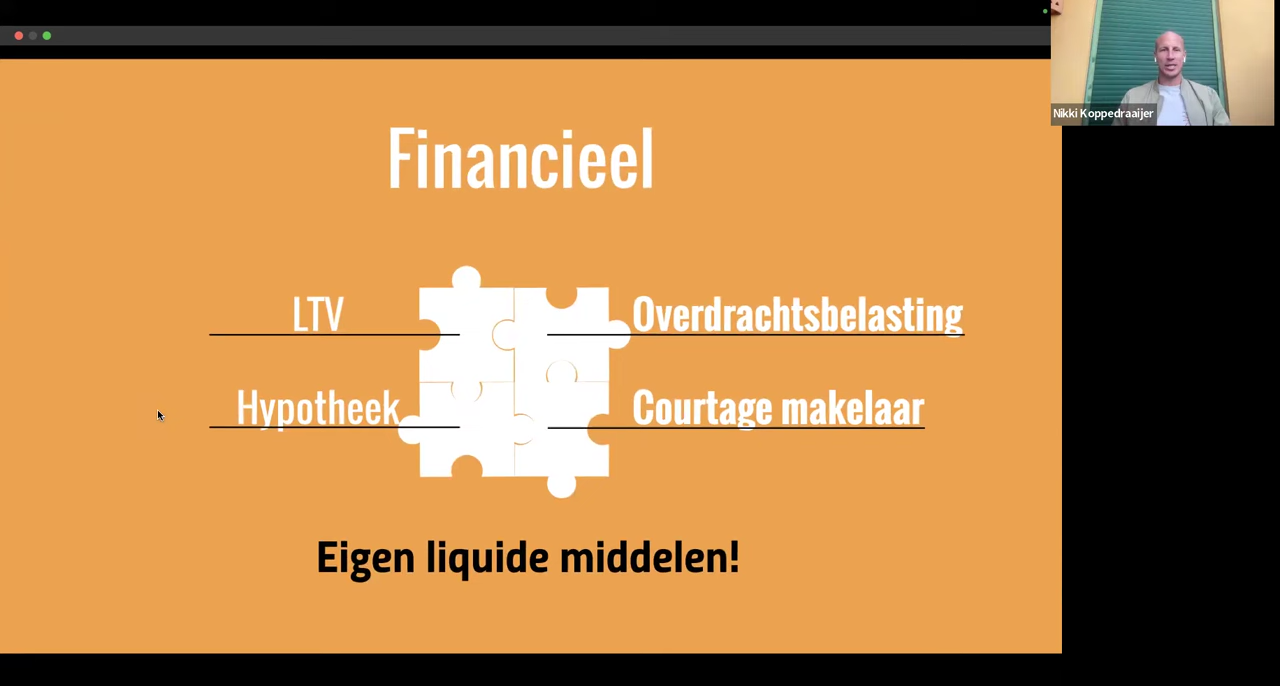 Nikki Koppedraaijer
Financieel
LTV
Overdrachtsbelasting
Hypotheek
Courtage makelaar
Eigen liquide middelen!